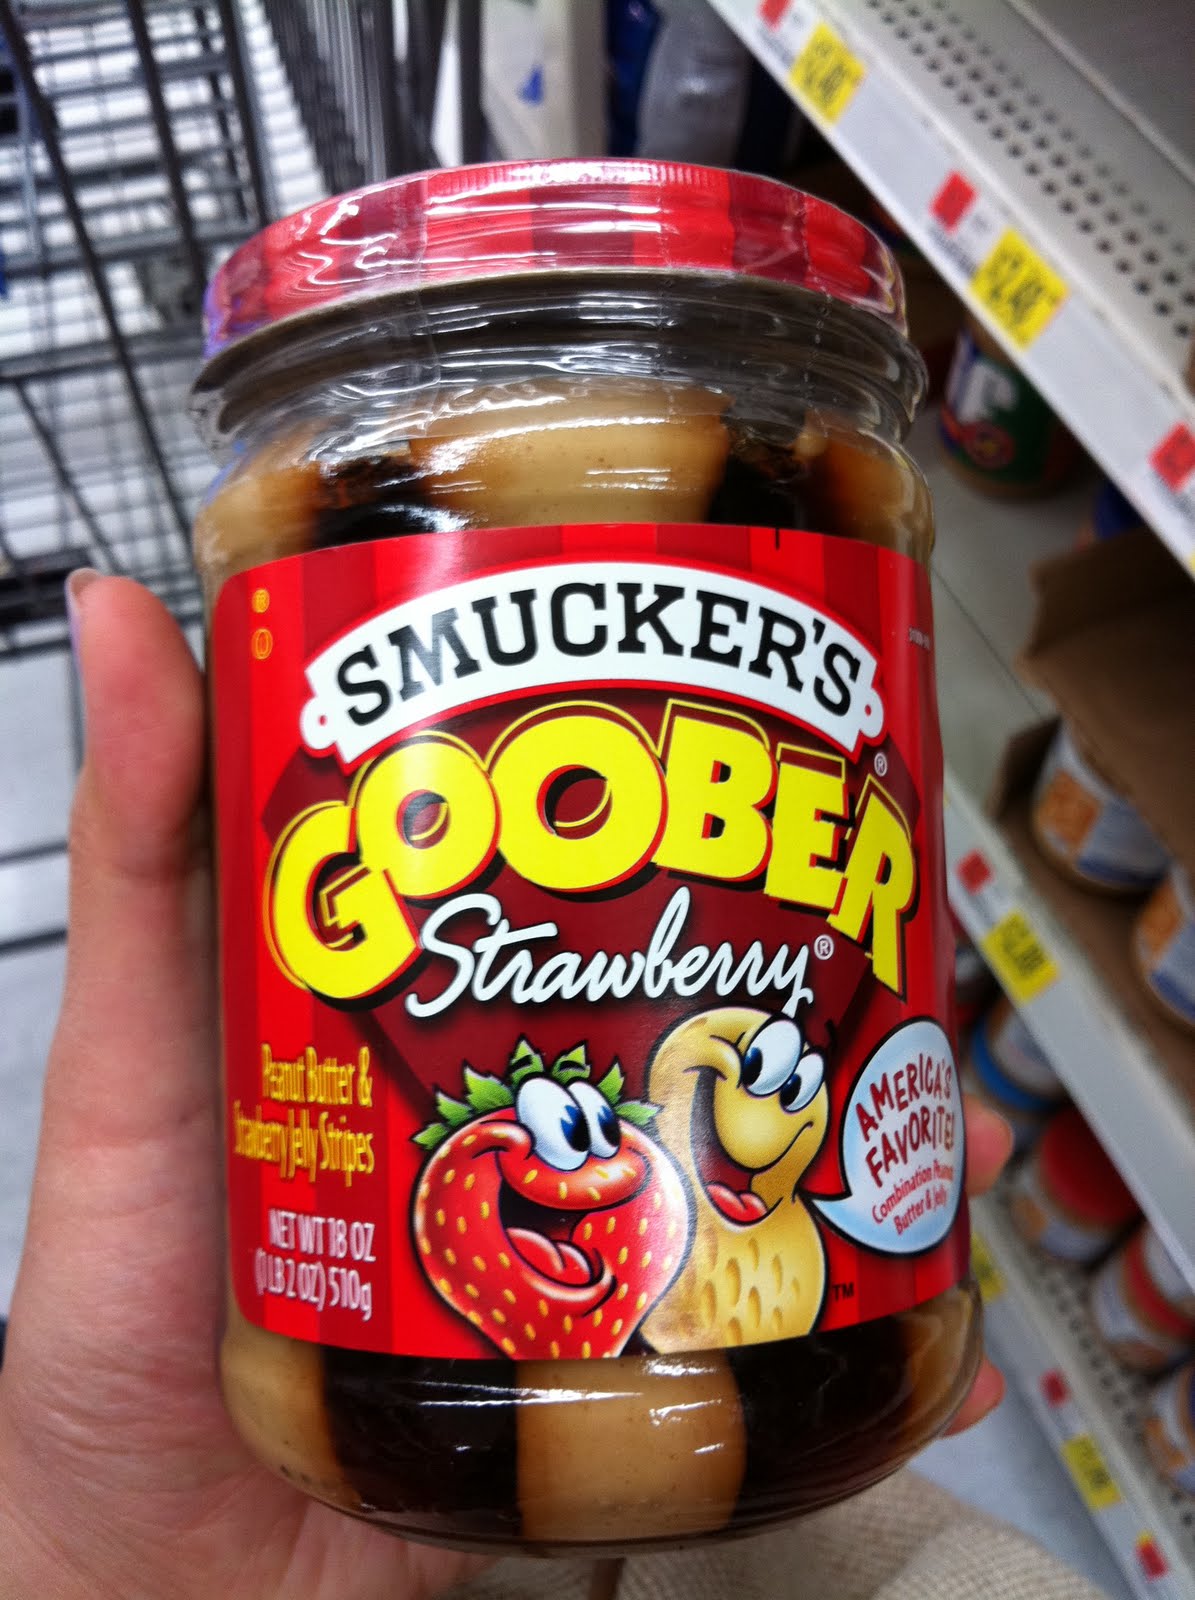 SMUCKER'S
GOOBER®
Strawberry®
Peanut Butter &
Strawberry Jelly Stripes
NET WT 18 OZ
(1 LB 2 OZ) 510g
AMERICA'S
FAVORITE!
Combination Peanut
Butter & Jelly
TM